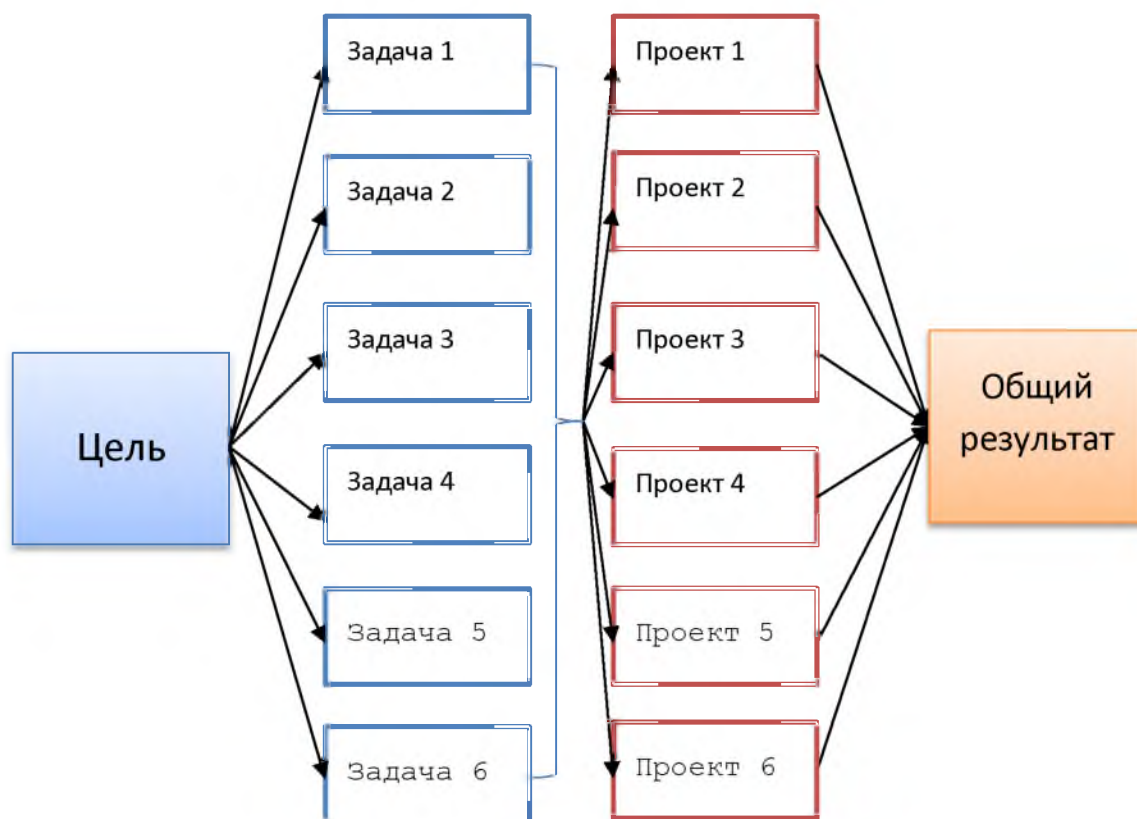 Задача 1
Проект 1
Задача 2
Проект 2
Задача 3
Проект 3
Цель
Общий
результат
Задача 4
Проект 4
Задача 5
Проект 5
Задача 6
Проект 6